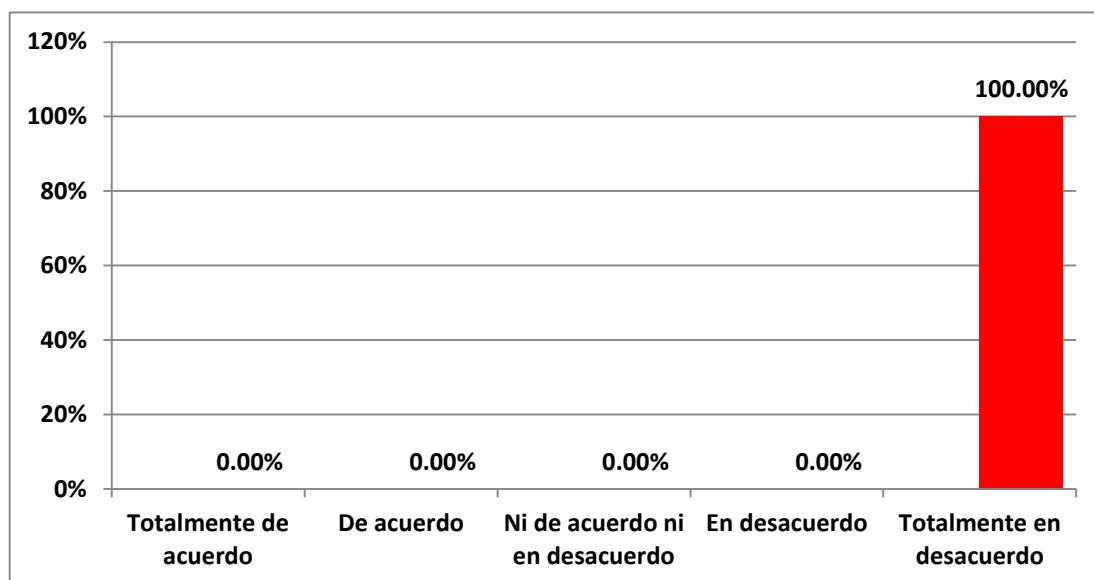 120%
100.00%
100%
80%
60%
40%
20%
0.00% 0.00% 0.00% 0.00%
0%
Totalmente de acuerdo
De acuerdo
Ni de acuerdo ni en desacuerdo
En desacuerdo
Totalmente en desacuerdo